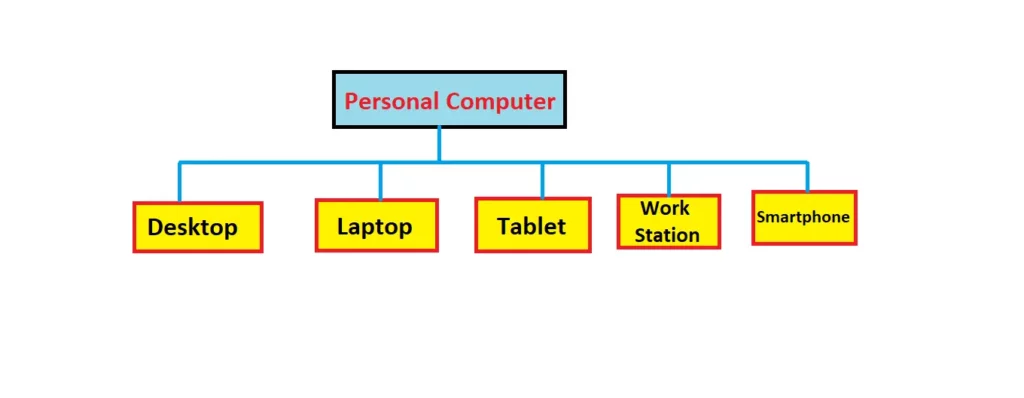 Personal Computer
Desktop
Laptop
Tablet
Work
Station
Smartphone